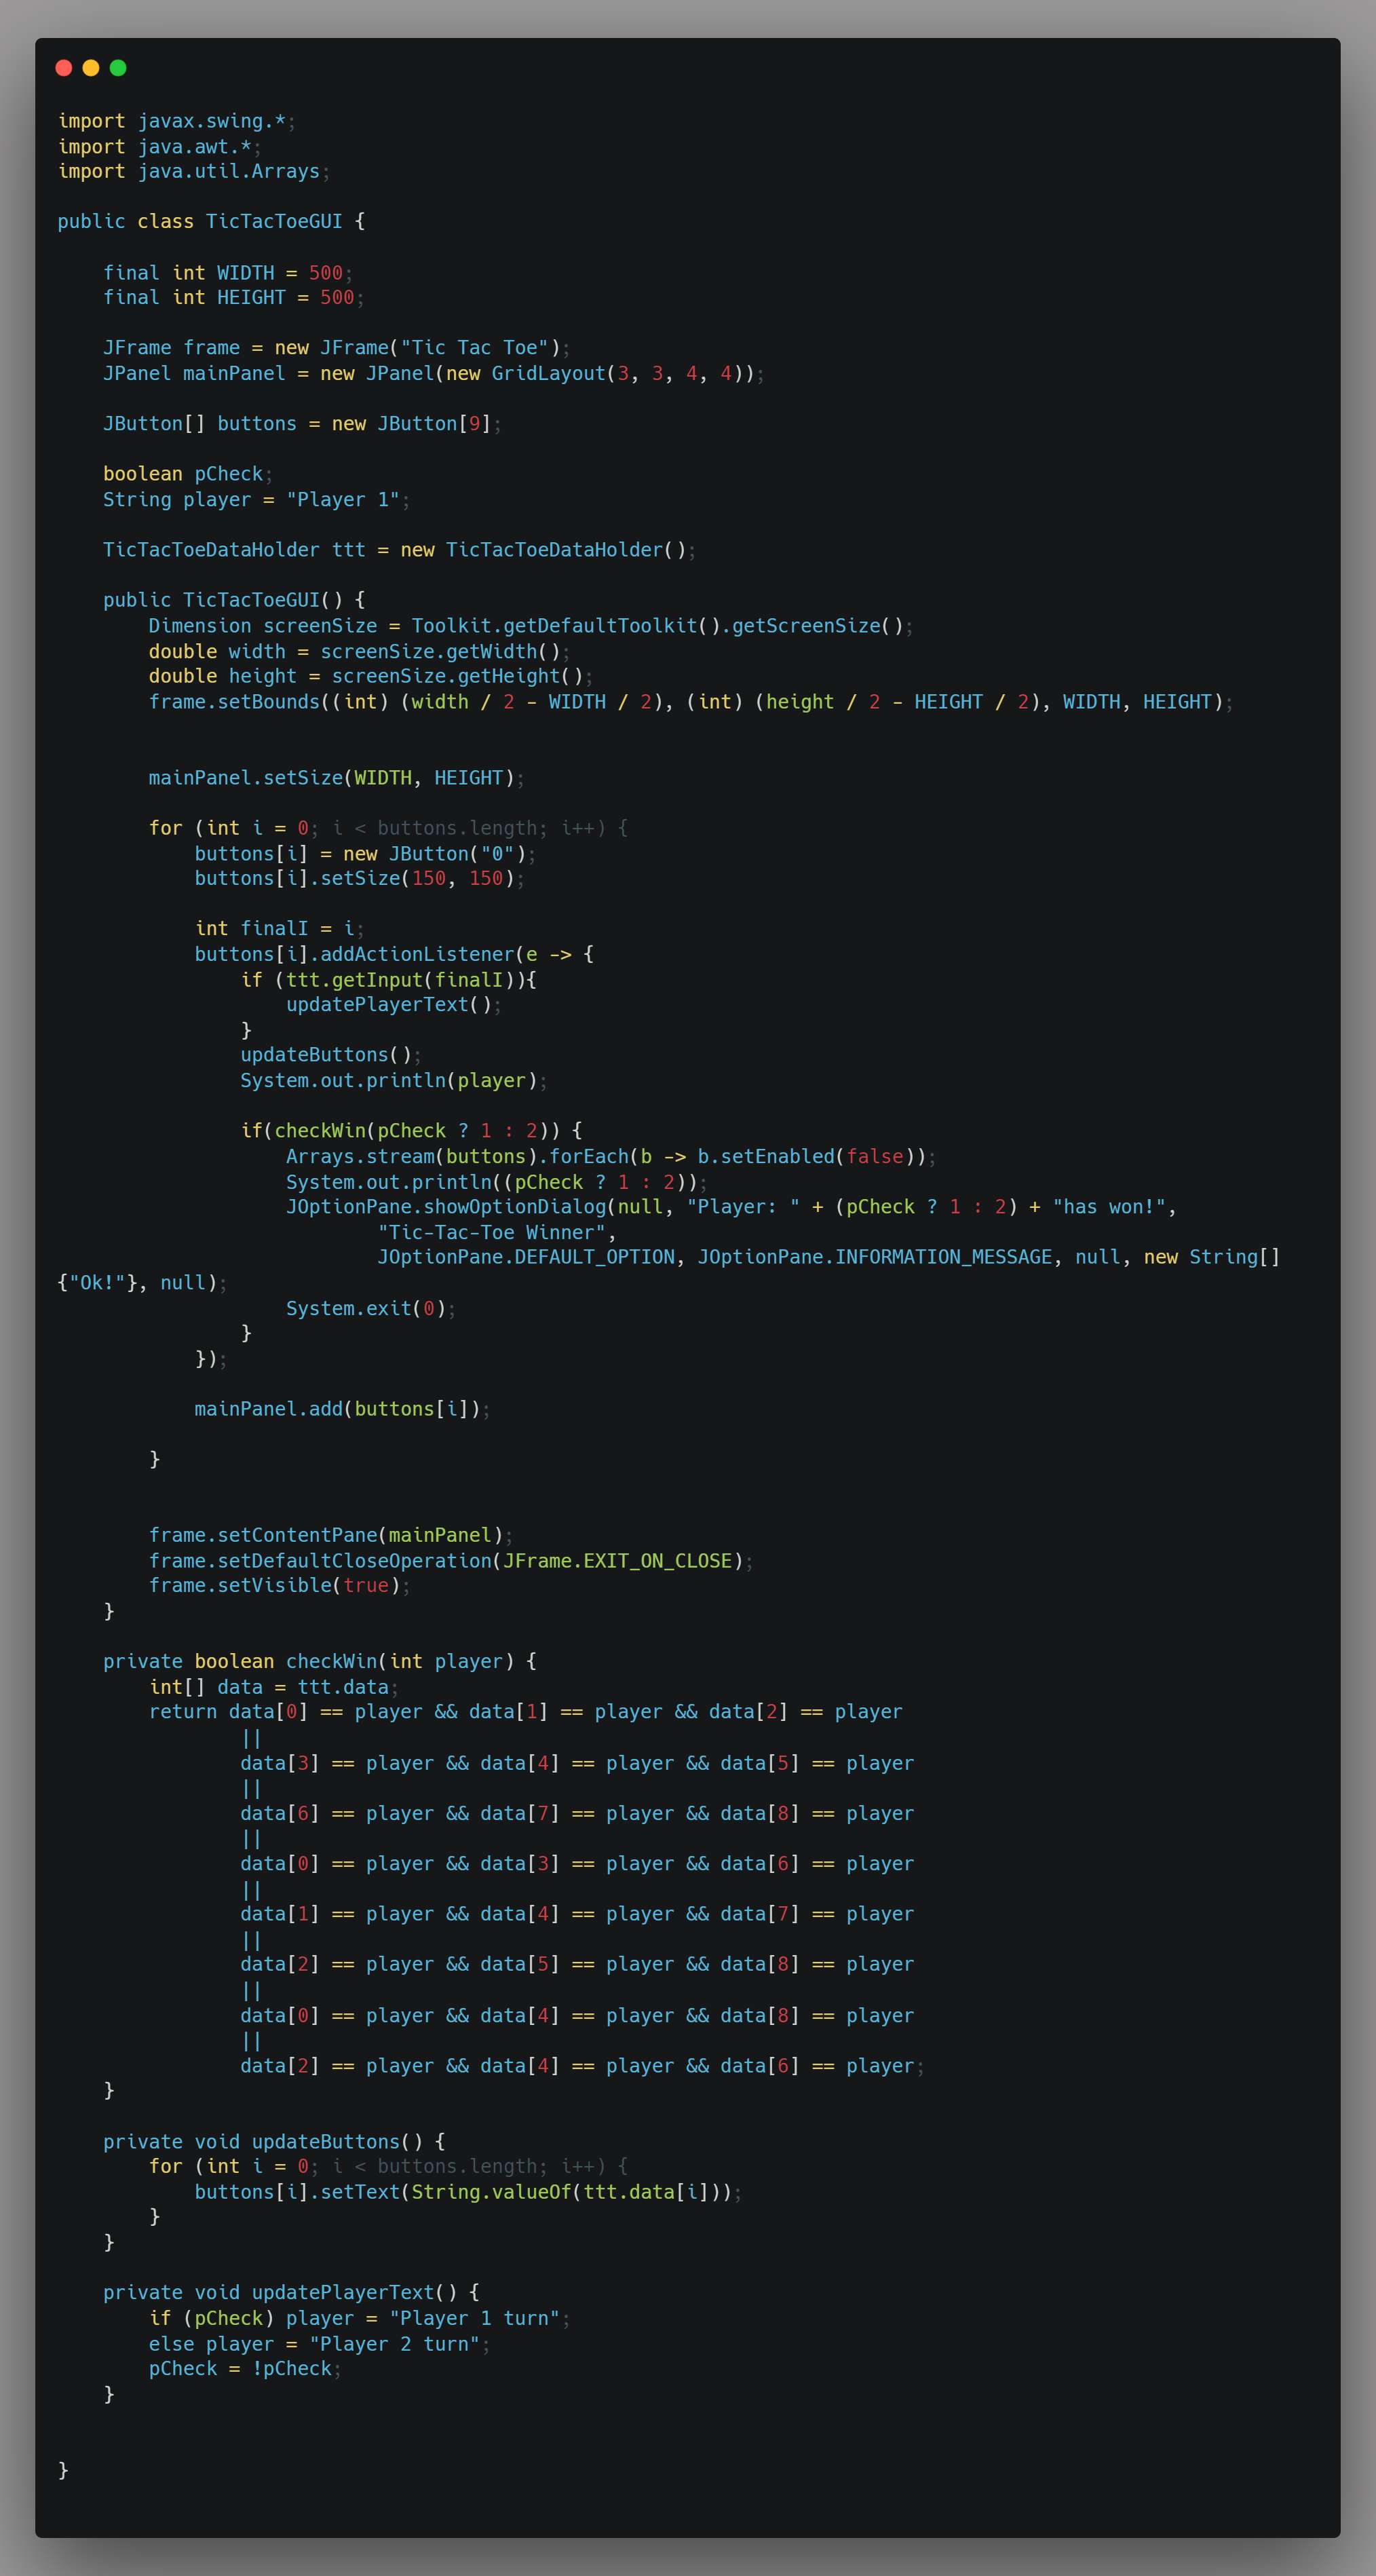 import javax.swing.*;
import java.awt.*;
import java.util.Arrays;

public class TicTacToeGUI {

    final int WIDTH = 500;
    final int HEIGHT = 500;

    JFrame frame = new JFrame("Tic Tac Toe");
    JPanel mainPanel = new JPanel(new GridLayout(3, 3, 4, 4));

    JButton[] buttons = new JButton[9];

    boolean pCheck;
    String player = "Player 1";

    TicTacToeDataHolder ttt = new TicTacToeDataHolder();

    public TicTacToeGUI() {
        Dimension screenSize = Toolkit.getDefaultToolkit().getScreenSize();
        double width = screenSize.getWidth();
        double height = screenSize.getHeight();
        frame.setBounds((int) (width / 2 - WIDTH / 2), (int) (height / 2 - HEIGHT / 2), WIDTH, HEIGHT);


        mainPanel.setSize(WIDTH, HEIGHT);

        for (int i = 0; i < buttons.length; i++) {
            buttons[i] = new JButton("0");
            buttons[i].setSize(150, 150);

            int finalI = i;
            buttons[i].addActionListener(e -> {
                if (ttt.getInput(finalI)){
                    updatePlayerText();
                }
                updateButtons();
                System.out.println(player);

                if(checkWin(pCheck ? 1 : 2)) {
                    Arrays.stream(buttons).forEach(b -> b.setEnabled(false));
                    System.out.println((pCheck ? 1 : 2));
                    JOptionPane.showOptionDialog(null, "Player: " + (pCheck ? 1 : 2) + "has won!",
                            "Tic-Tac-Toe Winner",
                            JOptionPane.DEFAULT_OPTION, JOptionPane.INFORMATION_MESSAGE, null, new String[]
{"Ok!"}, null);
                    System.exit(0);
                }
            });

            mainPanel.add(buttons[i]);

        }


        frame.setContentPane(mainPanel);
        frame.setDefaultCloseOperation(JFrame.EXIT_ON_CLOSE);
        frame.setVisible(true);
    }

    private boolean checkWin(int player) {
        int[] data = ttt.data;
        return data[0] == player && data[1] == player && data[2] == player
                ||
                data[3] == player && data[4] == player && data[5] == player
                ||
                data[6] == player && data[7] == player && data[8] == player
                ||
                data[0] == player && data[3] == player && data[6] == player
                ||
                data[1] == player && data[4] == player && data[7] == player
                ||
                data[2] == player && data[5] == player && data[8] == player
                ||
                data[0] == player && data[4] == player && data[8] == player
                ||
                data[2] == player && data[4] == player && data[6] == player;
    }

    private void updateButtons() {
        for (int i = 0; i < buttons.length; i++) {
            buttons[i].setText(String.valueOf(ttt.data[i]));
        }
    }

    private void updatePlayerText() {
        if (pCheck) player = "Player 1 turn";
        else player = "Player 2 turn";
        pCheck = !pCheck;
    }


}